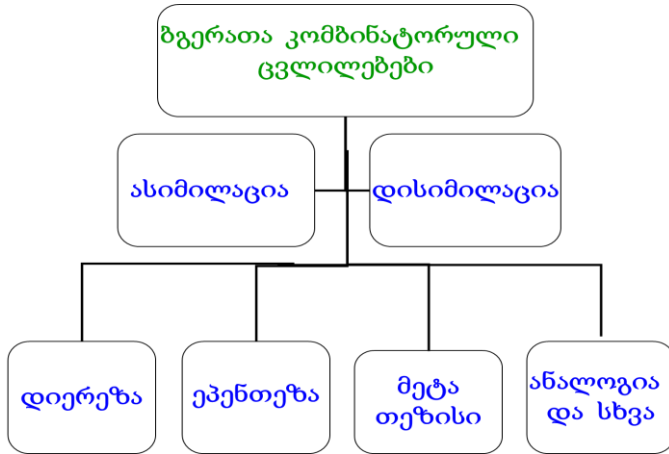 ბგერათა კომბინატორული
ცვლილებები
ასიმილაცია
დისიმილაცია
დიერეზა
ეპენთეზა
მეტა
თეზისი
ანალოგია
და სხვა